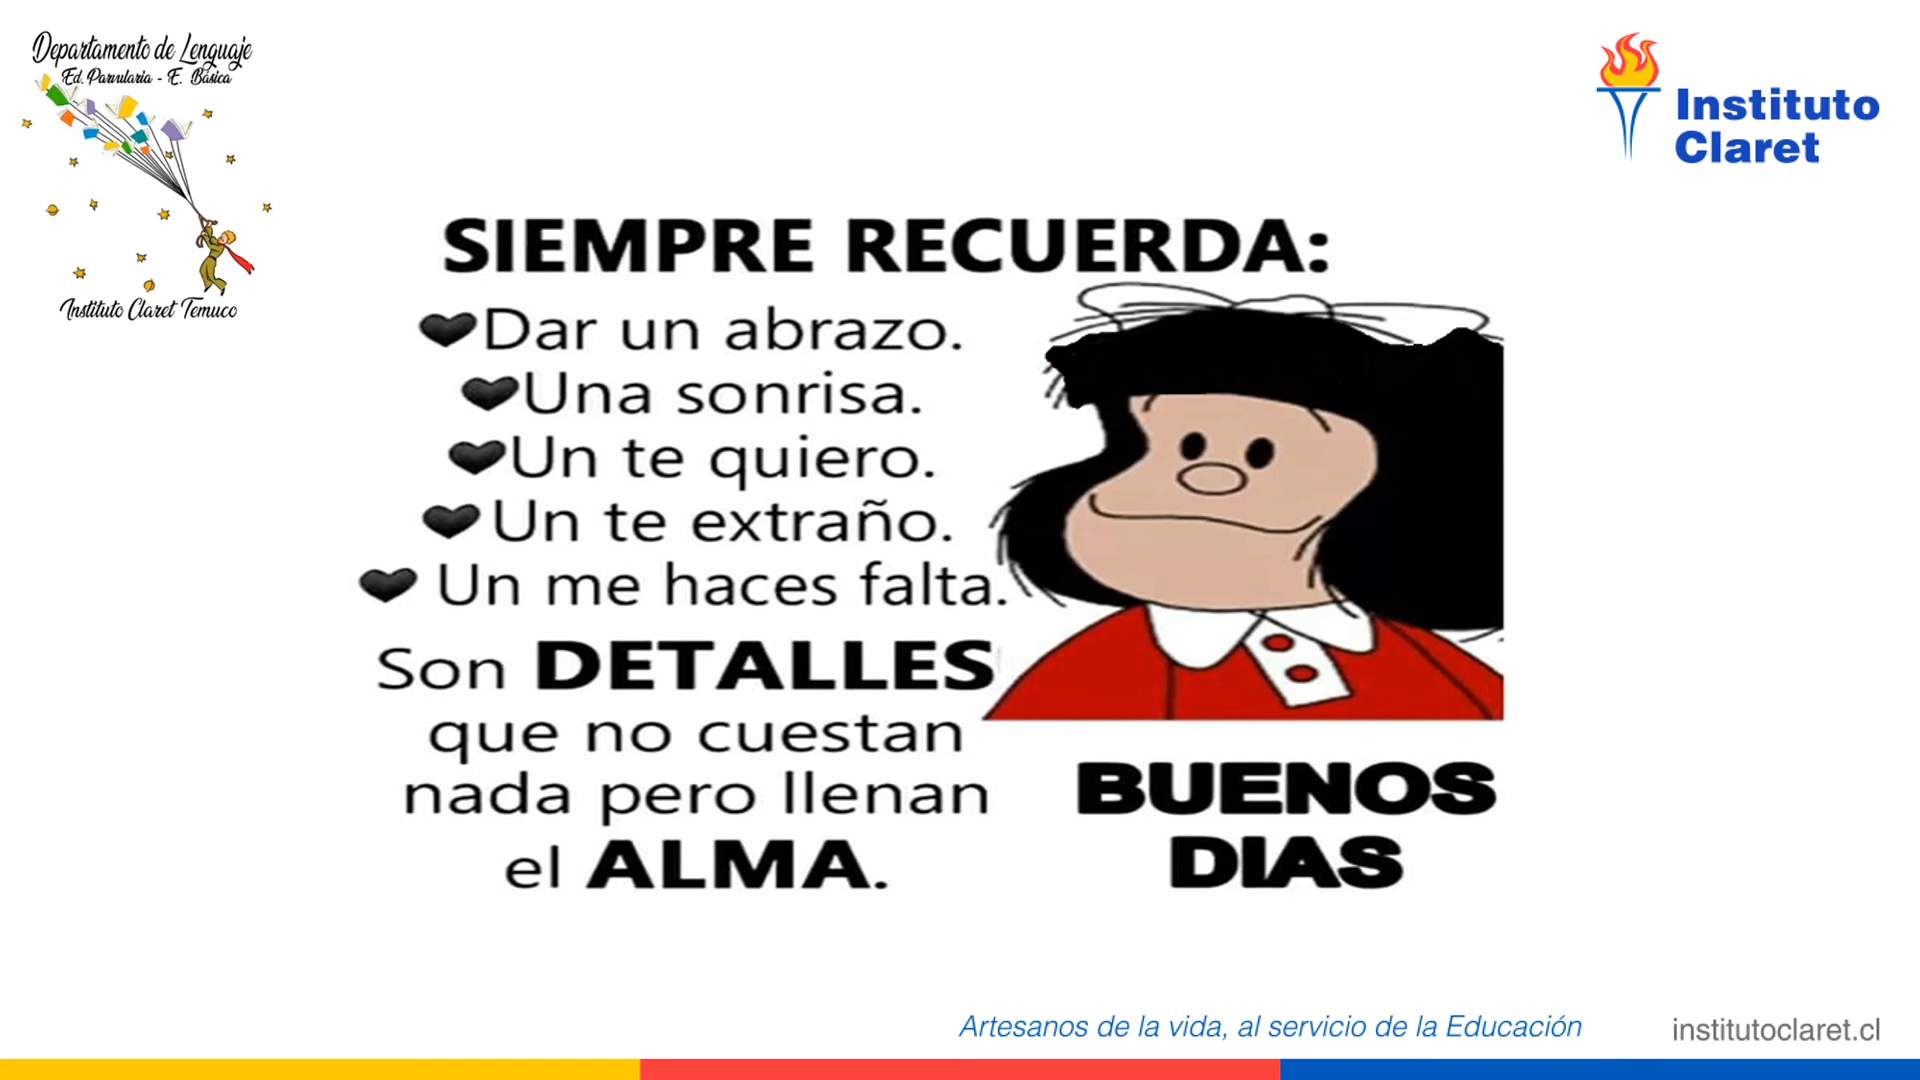 Departamento de Lenguaje
Ed. Parvularia - E. Básica
Instituto Claret Temuco
Instituto
Claret
SIEMPRE RECUERDA:
Dar un abrazo.
Una sonrisa.
Un te quiero.
Un te extraño.
Un me haces falta.
Son DETALLES
que no cuestan
nada pero llenan
el ALMA.
BUENOS
DIAS
Artesanos de la vida, al servicio de la Educación
institutoclaret.cl